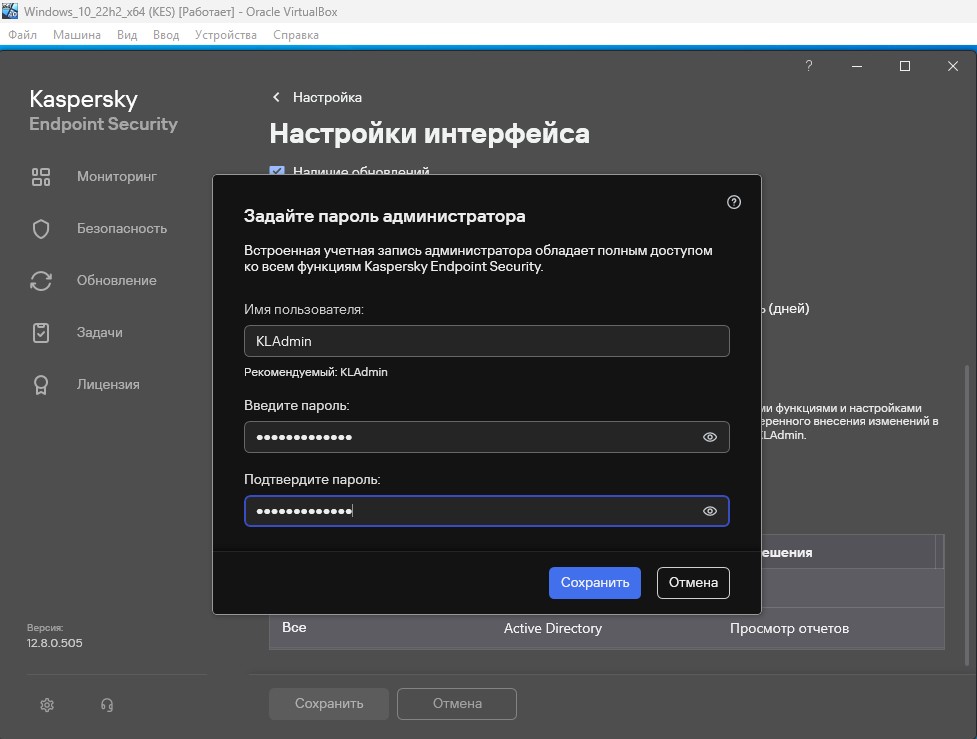 Windows_10_22h2_x64 (KES) [Работает] - Oracle VirtualBox
Файл Машина Вид Ввод Устройства Справка
?
Kaspersky
Endpoint Security
Мониторинг
Безопасность
Обновление
Задачи
Лицензия
Версия:
12.8.0.505
Настройка
Настройки интерфейса
Наличие обновлений
Задайте пароль администратора
Встроенная учетная запись администратора обладает полным доступом
ко всем функциям Kaspersky Endpoint Security.
Имя пользователя:
KLAdmin
Рекомендуемый: KLAdmin
Введите пароль:
•••••••••••••
Подтвердите пароль:
•••••••••••••
Сохранить Отмена
(дней)
ми функциями и настройками
внесения изменений в
Все Active Directory Просмотр отчетов
Сохранить Отмена